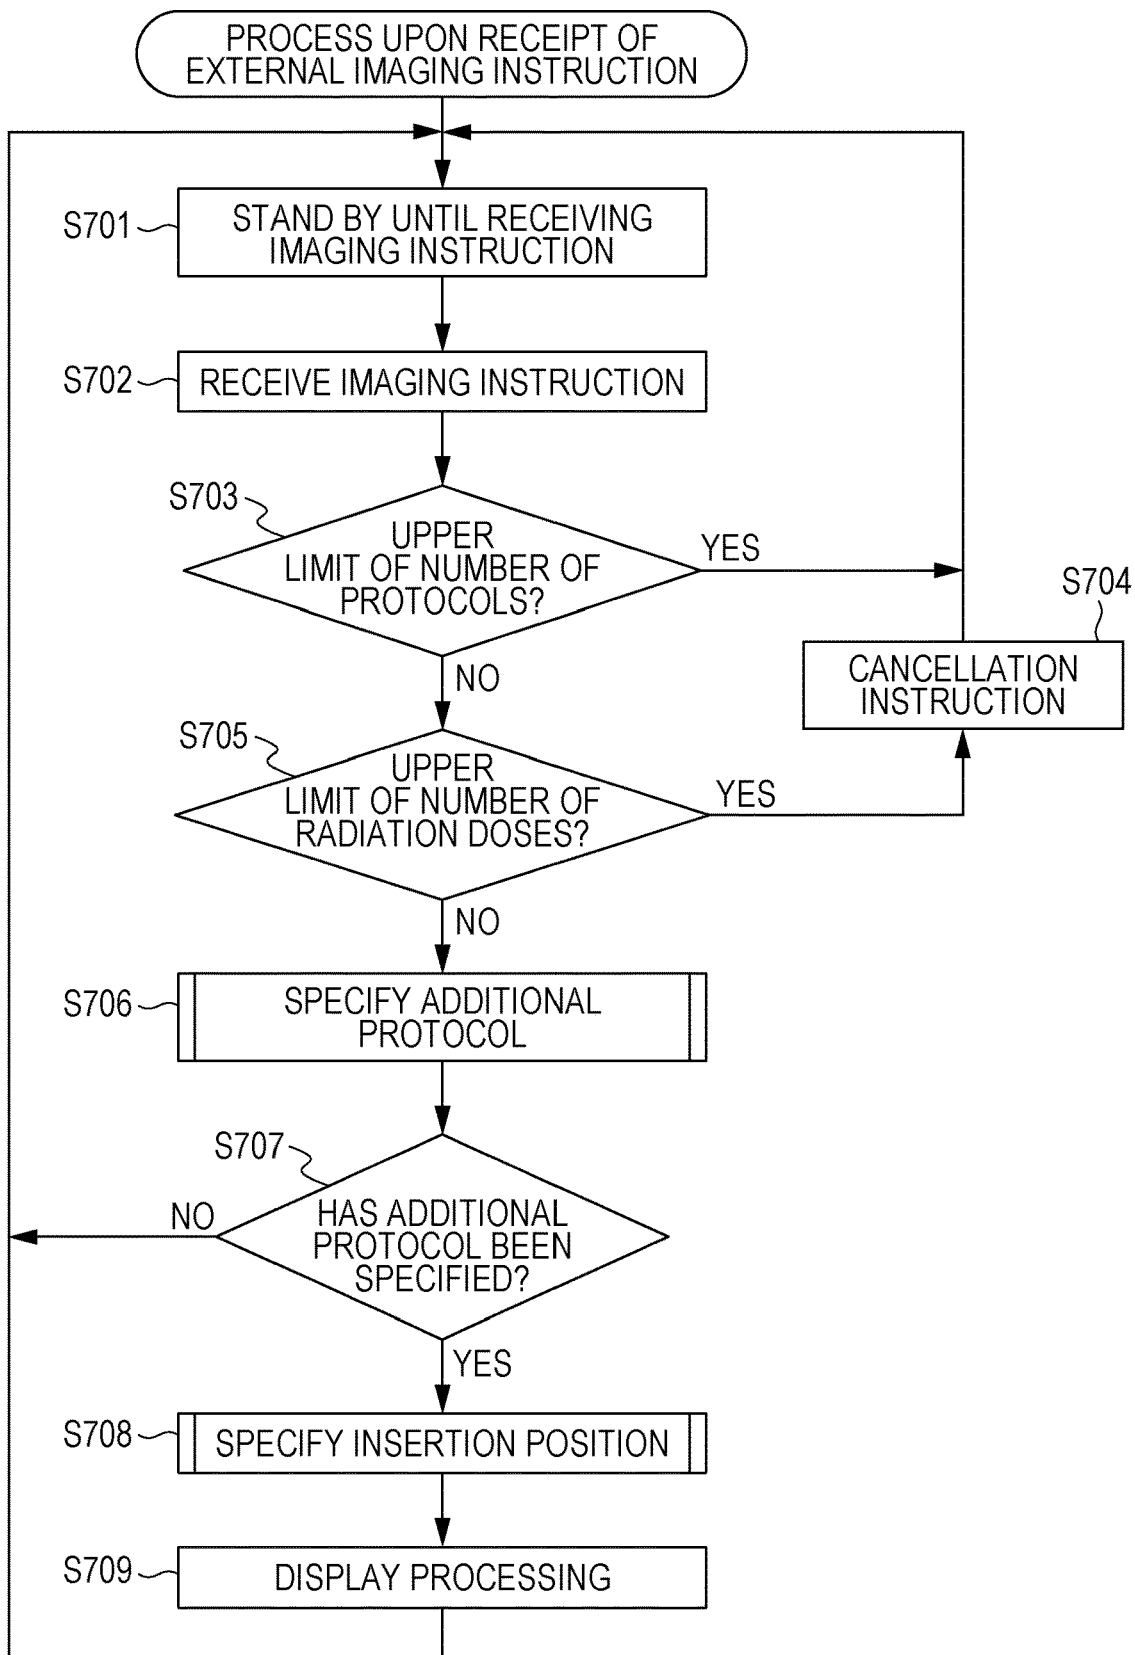 PROCESS UPON RECEIPT OF
EXTERNAL IMAGING INSTRUCTION
S701
STAND BY UNTIL RECEIVING
IMAGING INSTRUCTION
S702
RECEIVE IMAGING INSTRUCTION
S703
UPPER
LIMIT OF NUMBER OF
PROTOCOLS?
YES
NO
S704
CANCELLATION
INSTRUCTION
S705
UPPER
LIMIT OF NUMBER OF
RADIATION DOSES?
YES
NO
S706
SPECIFY ADDITIONAL
PROTOCOL
S707
HAS ADDITIONAL
PROTOCOL BEEN
SPECIFIED?
NO
YES
S708
SPECIFY INSERTION POSITION
S709
DISPLAY PROCESSING